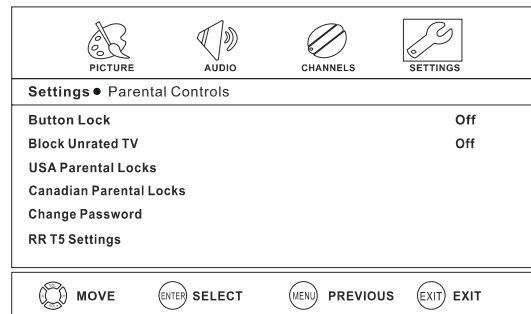 PICTURE AUDIO CHANNELS SETTINGS
Settings● Parental Controls
Button Lock Off
Block Unrated TV Off
USA Parental Locks
Canadian Parental Locks
Change Password
RR T5 Settings
MOVE ENTER SELECT MENU PREVIOUS EXIT EXIT